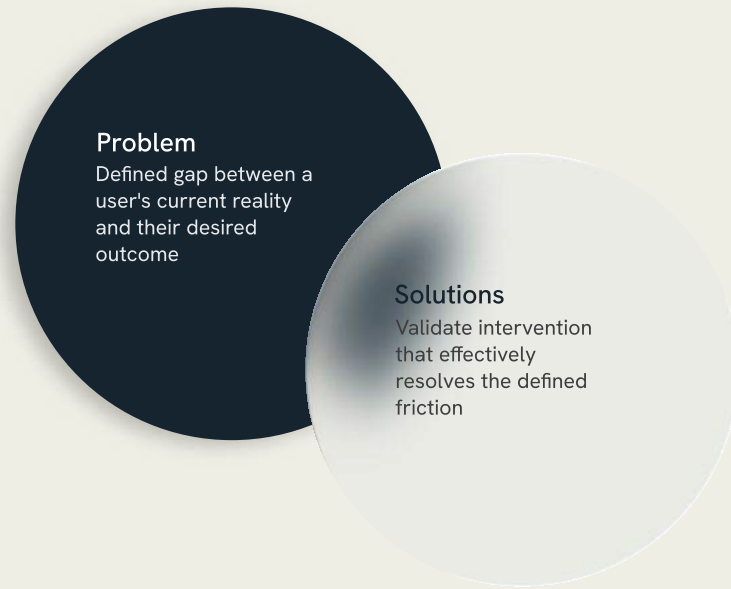 Problem
Defined gap between a
user's current reality
and their desired
outcome
Solutions
Validate intervention
that effectively
resolves the defined
friction